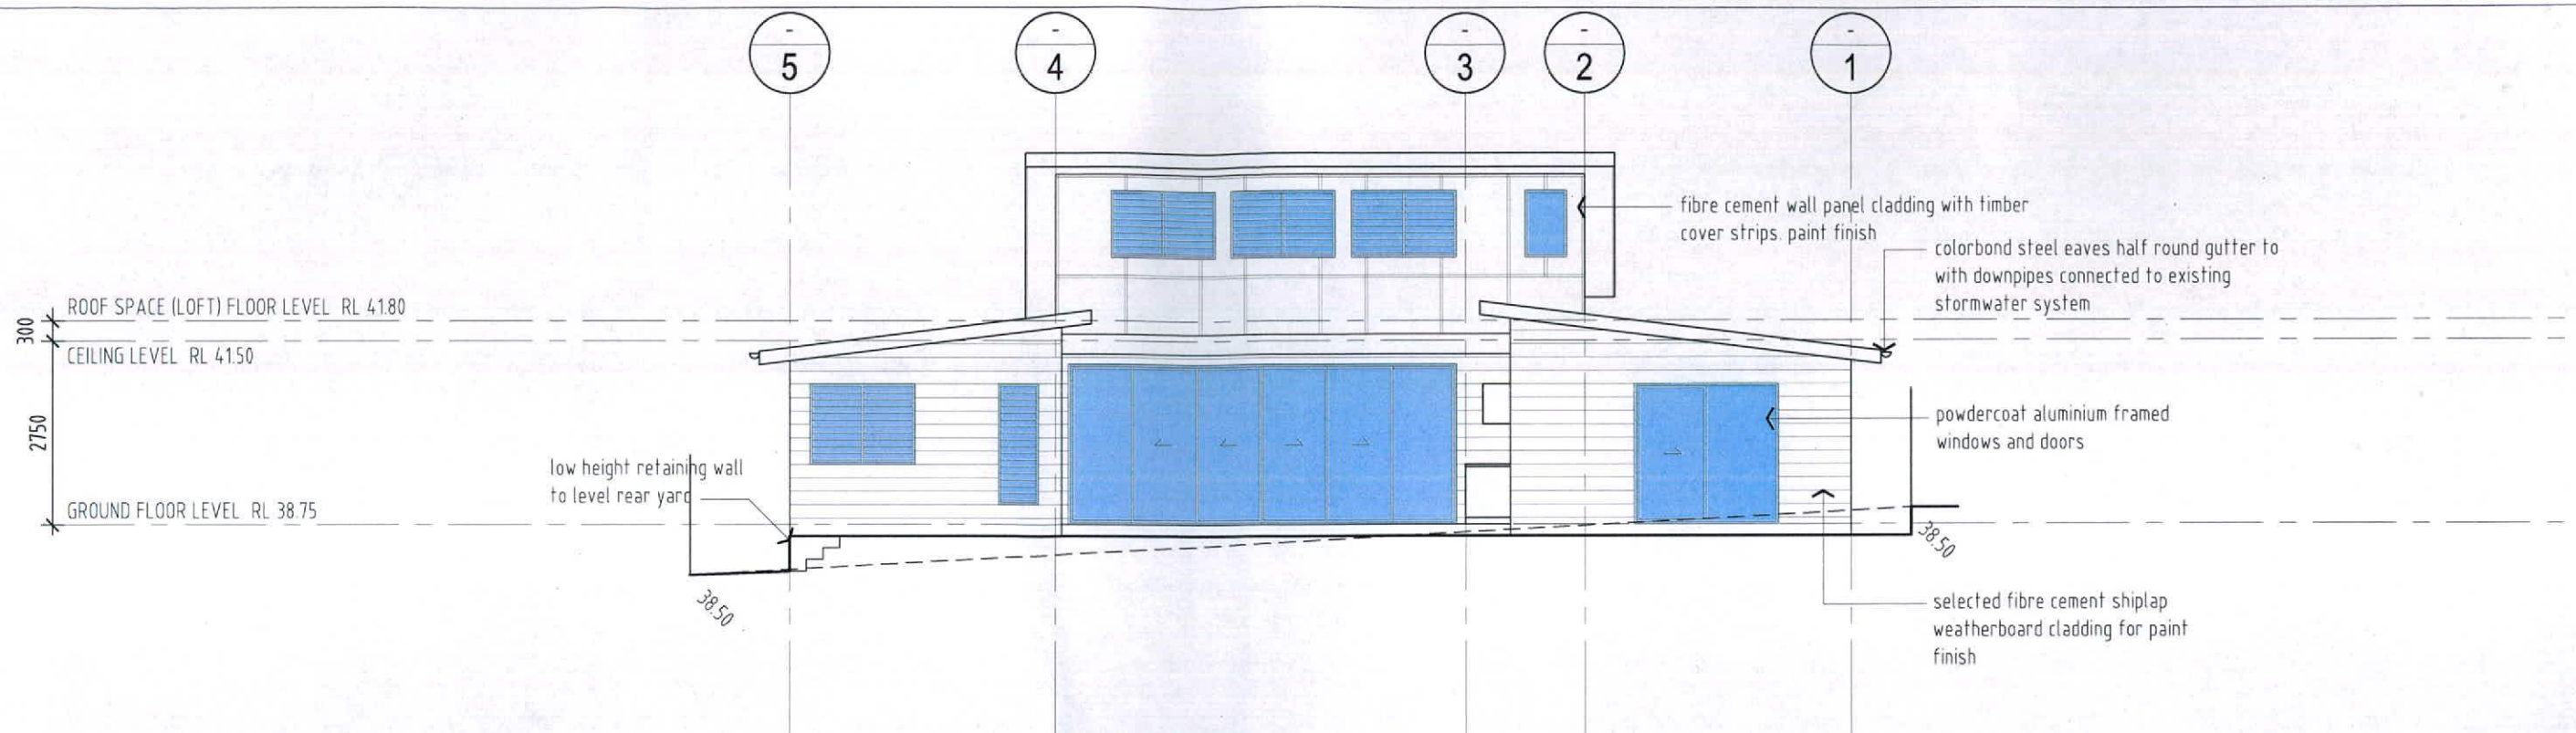 -
5
-
4
-
3
-
2
-
1
fibre cement wall panel cladding with timber
cover strips. paint finish
colorbond steel eaves half round gutter to
with downpipes connected to existing
stormwater system
ROOF SPACE (LOFT) FLOOR LEVEL RL 41.80
300
CEILING LEVEL RL 41.50
2750
powdercoat aluminium framed
windows and doors
low height retaining wall
to level rear yard
GROUND FLOOR LEVEL RL 38.75
38.50
38.50
selected fibre cement shiplap
weatherboard cladding for paint
finish